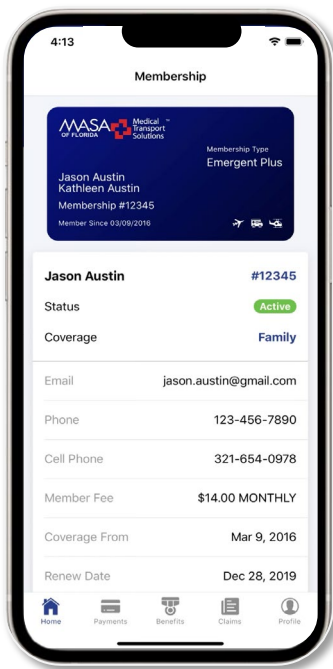 4:13
Membership
MASA Medical Transport Solutions ™
OF FLORIDA
Membership Type
Emergent Plus
Jason Austin
Kathleen Austin
Membership #12345
Member Since 03/09/2016
Jason Austin #12345
Status Active
Coverage Family
Email jason.austin@gmail.com
Phone 123-456-7890
Cell Phone 321-654-0978
Member Fee $14.00 MONTHLY
Coverage From Mar 9, 2016
Renew Date Dec 28, 2019
Home Payments Benefits Claims Profile